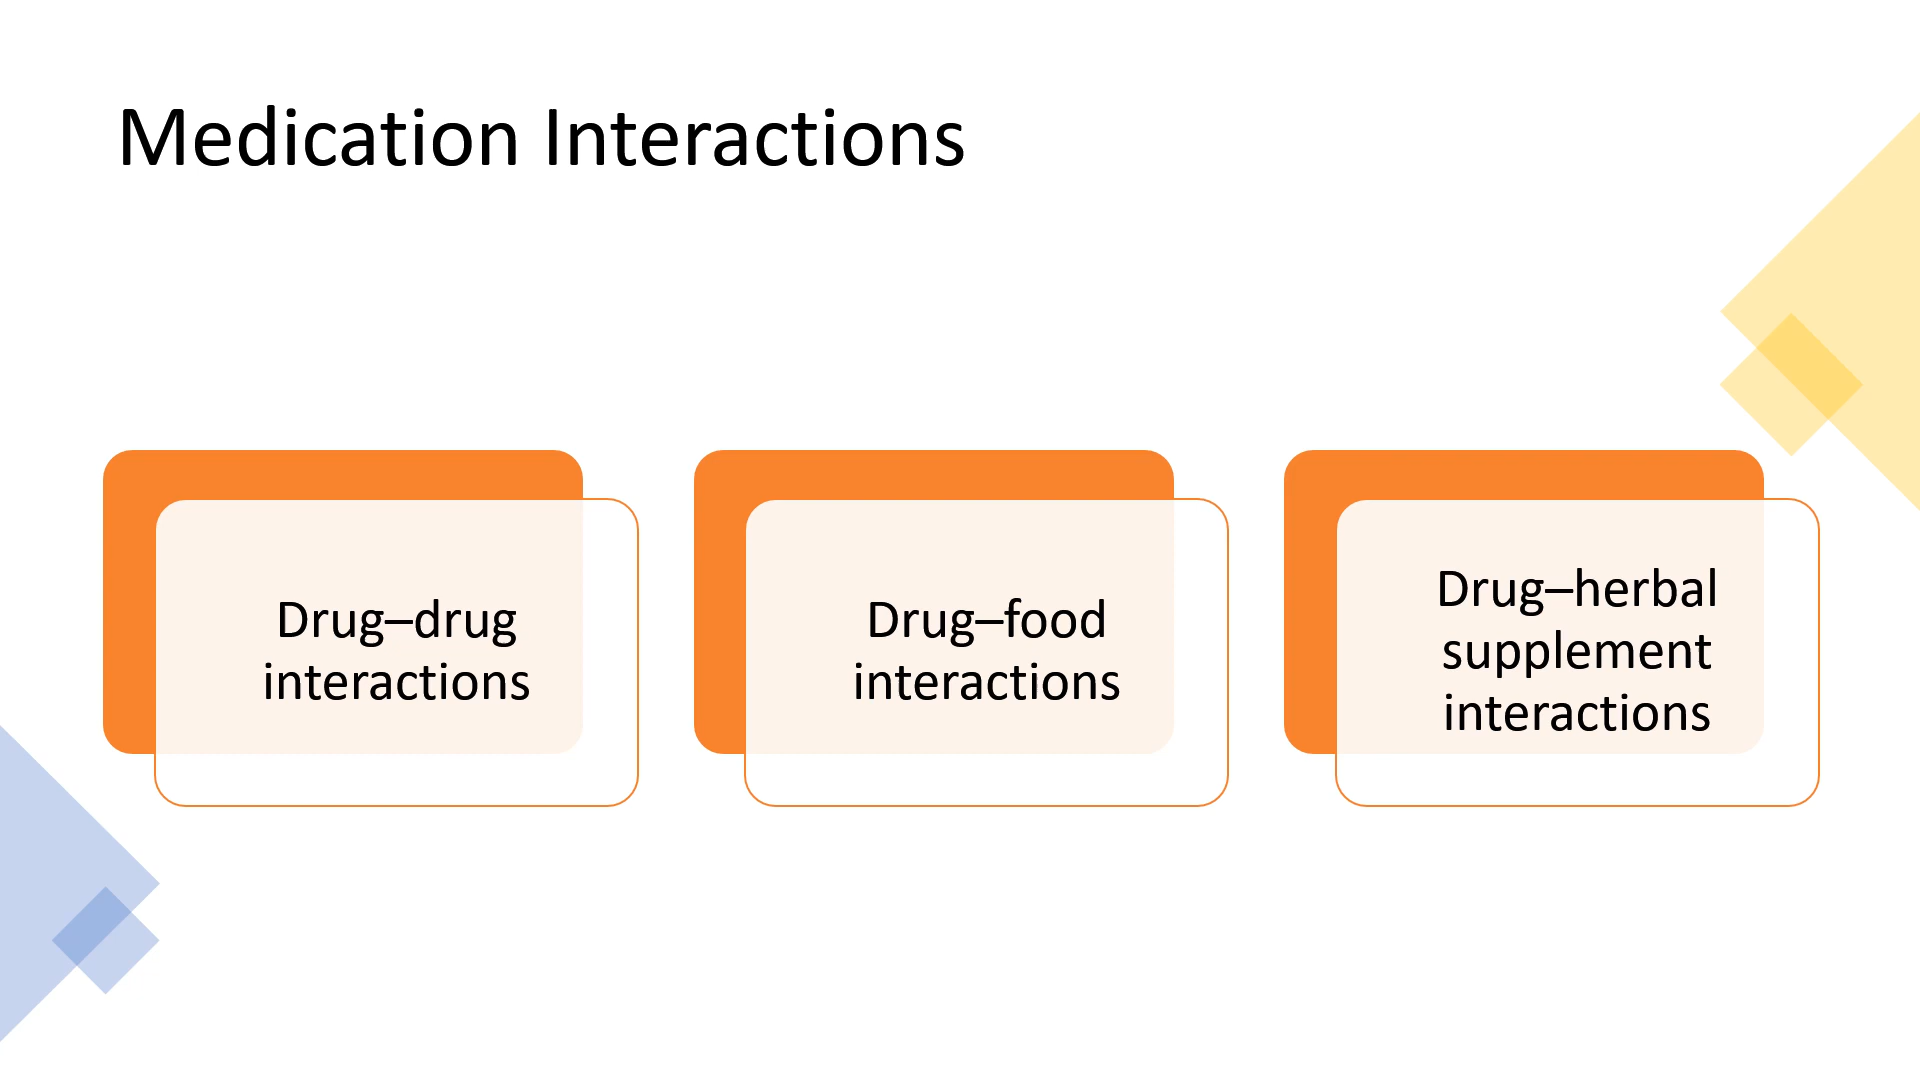 Medication Interactions
Drug–drug
interactions
Drug–food
interactions
Drug–herbal
supplement
interactions